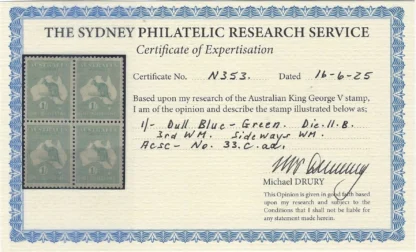 THE SYDNEY PHILATELIC RESEARCH SERVICE
Certificate of Expertisation
Certificate No. N353. Dated 16-6-25
Based upon my research of the Australian King George V stamp,
I am of the opinion and describe the stamp illustrated below as:
1/- Dull Blue-Green. Die.II.B.
3rd WM. Sideways WM.
ACSC- No. 33.C.ad.
Michael DRURY
This Opinion is given in good faith based
upon my research and subject to the
Conditions that I shall not be liable for
any statement made herein.